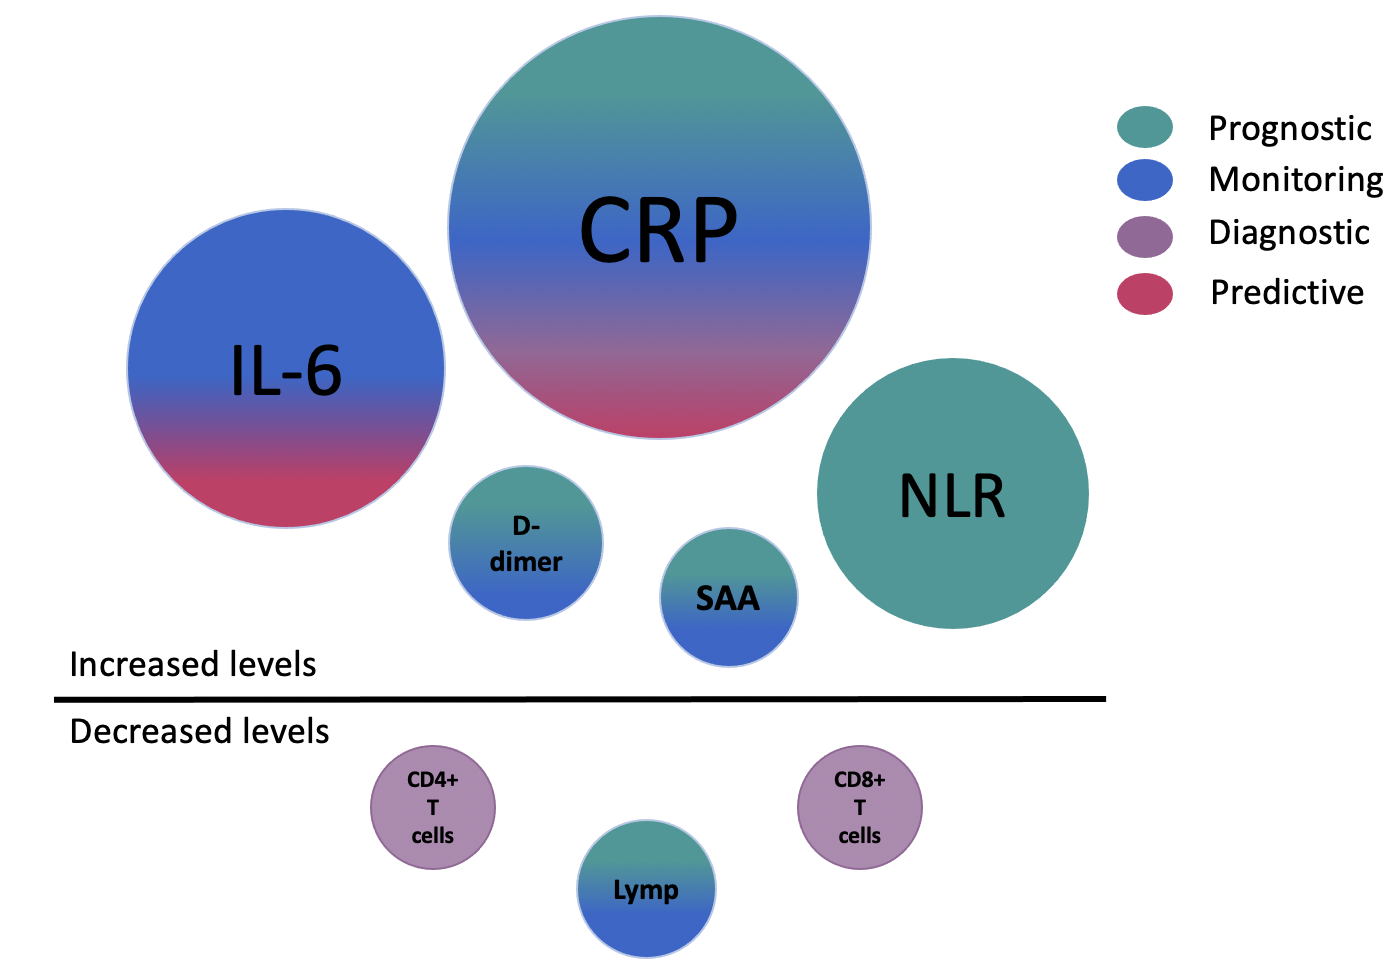 CRP
Prognostic
Monitoring
Diagnostic
Predictive
IL-6
NLR
D-
dimer
SAA
Increased levels
Decreased levels
CD4+
T
cells
CD8+
T
cells
Lymp